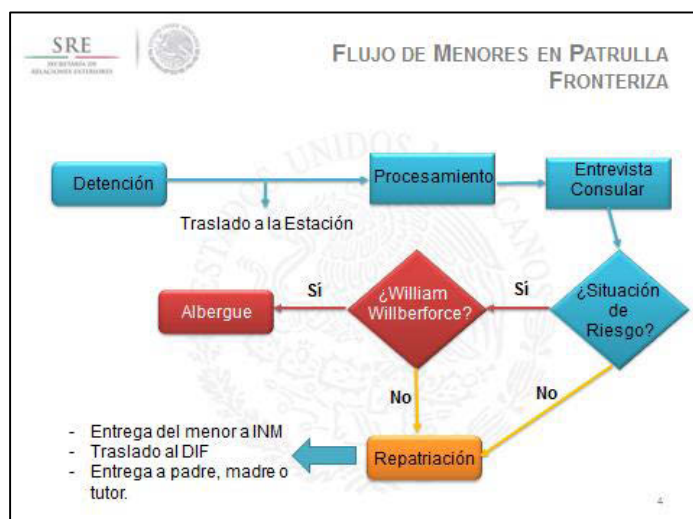 SRE
SECRETARÍA DE
RELACIONES EXTERIORES
FLUJO DE MENORES EN PATRULLA
FRONTERIZA
Detención
Procesamiento
Entrevista
Consular
Traslado a la Estación
Albergue
Sí
¿William
Willberforce?
Sí
¿Situación
de
Riesgo?
No
No
- Entrega del menor a INM
- Traslado al DIF
- Entrega a padre, madre o
tutor.
Repatriación
4